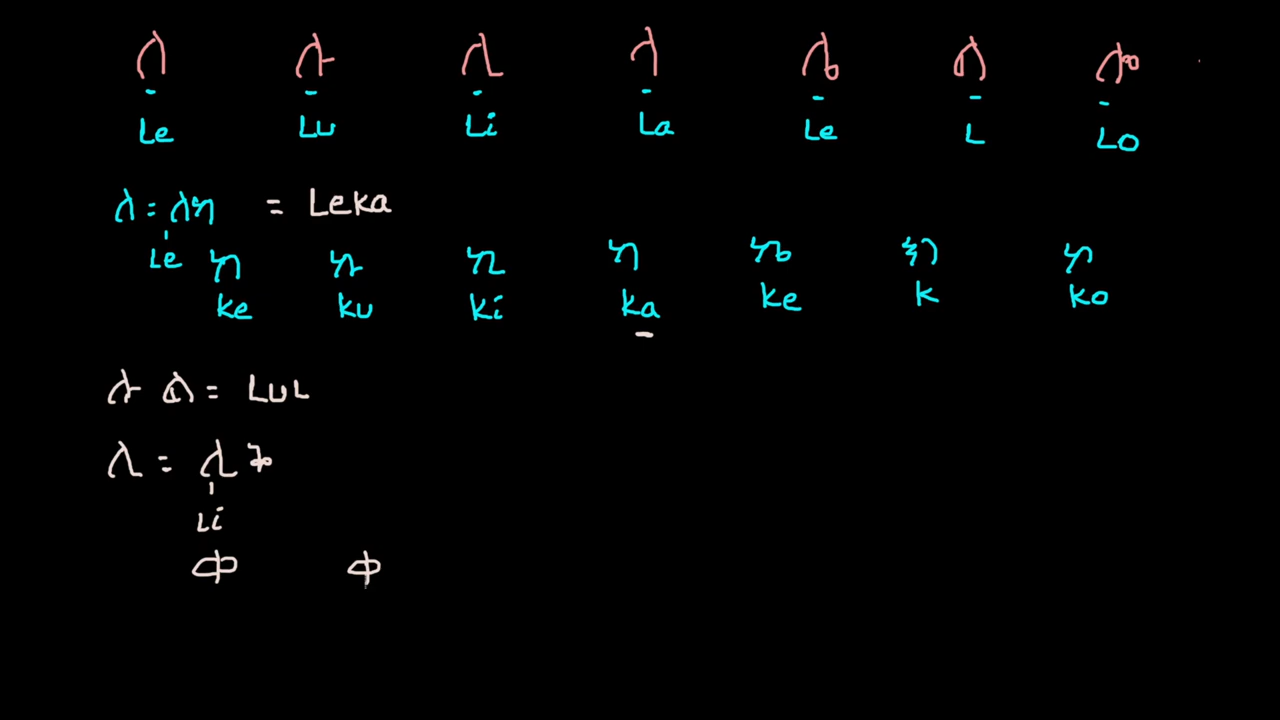 ለ ሉ ሊ ላ ሌ ል ሎ
Le Lu Li La Le L Lo
ለ = ለካ = Leka
Le ከ ኩ ኪ ካ ኬ ክ ኮ
ke ku ki ka ke k ko
ሉ ል = LuL
ሊ = ሊቅ
Li
ቀ ቀ